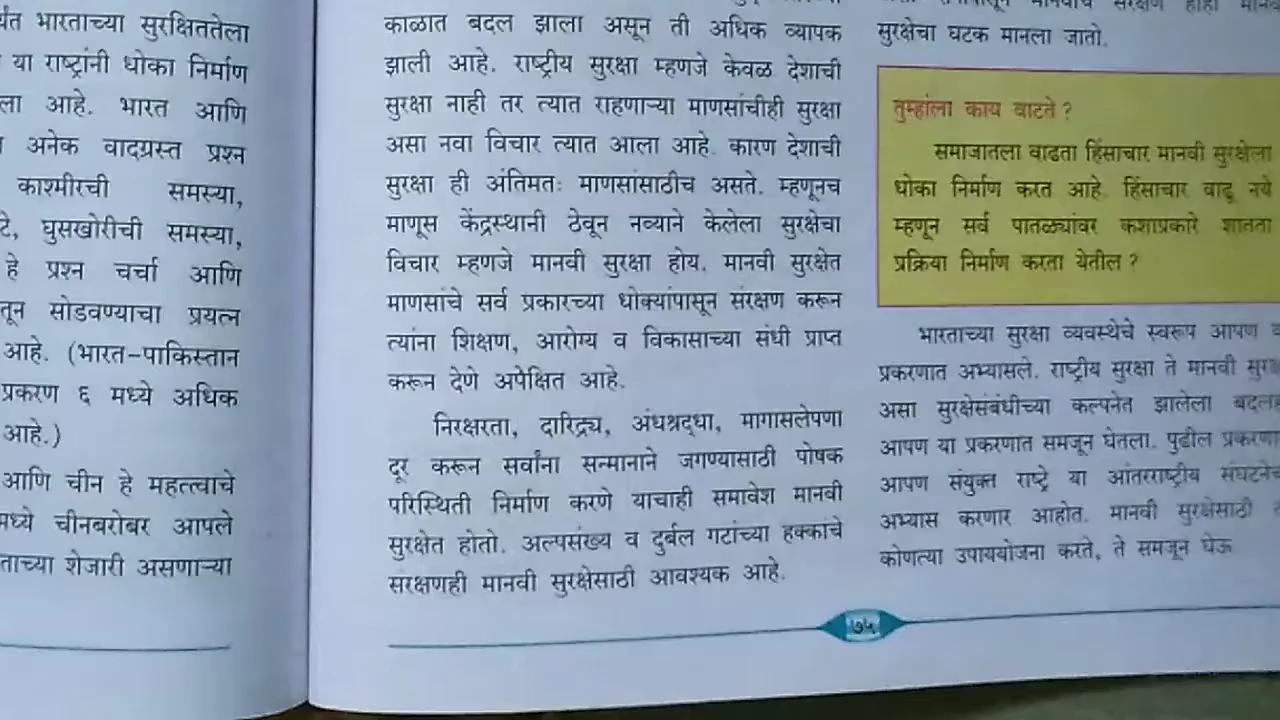 र्यंत भारताच्या सुरक्षिततेला
या राष्ट्रांनी धोका निर्माण
ला आहे. भारत आणि
अनेक वादग्रस्त प्रश्न
काश्मीरची समस्या,
टे, घुसखोरीची समस्या,
हे प्रश्न चर्चा आणि
तून सोडवण्याचा प्रयत्न
आहे. (भारत-पाकिस्तान
प्रकरण ६ मध्ये अधिक
आहे.)
आणि चीन हे महत्त्वाचे
मध्ये चीनबरोबर आपले
ताच्या शेजारी असणाऱ्या
काळात बदल झाला असून ती अधिक व्यापक
झाली आहे. राष्ट्रीय सुरक्षा म्हणजे केवळ देशाची
सुरक्षा नाही तर त्यात राहणाऱ्या माणसांचीही सुरक्षा
असा नवा विचार त्यात आला आहे. कारण देशाची
सुरक्षा ही अंतिमतः माणसांसाठीच असते. म्हणूनच
माणूस केंद्रस्थानी ठेवून नव्याने केलेला सुरक्षेचा
विचार म्हणजे मानवी सुरक्षा होय. मानवी सुरक्षेत
माणसांचे सर्व प्रकारच्या धोक्यांपासून संरक्षण करून
त्यांना शिक्षण, आरोग्य व विकासाच्या संधी प्राप्त
करून देणे अपेक्षित आहे.
निरक्षरता, दारिद्र्य, अंधश्रद्धा, मागासलेपणा
दूर करून सर्वांना सन्मानाने जगण्यासाठी पोषक
परिस्थिती निर्माण करणे याचाही समावेश मानवी
सुरक्षेत होतो. अल्पसंख्य व दुर्बल गटांच्या हक्कांचे
संरक्षणही मानवी सुरक्षेसाठी आवश्यक आहे.
सुरक्षेचा घटक मानला जातो.
तुम्हांला काय वाटते ?
समाजातला वाढता हिंसाचार मानवी सुरक्षेला
धोका निर्माण करत आहे. हिंसाचार वाढू नये
म्हणून सर्व पातळ्यांवर कशाप्रकारे शांतता
प्रक्रिया निर्माण करता येतील ?
भारताच्या सुरक्षा व्यवस्थेचे स्वरूप आपण
प्रकरणात अभ्यासले. राष्ट्रीय सुरक्षा ते मानवी
असा सुरक्षेसंबंधीच्या कल्पनेत झालेला
आपण या प्रकरणात समजून घेतला. पुढील
आपण संयुक्त राष्ट्रे या आंतरराष्ट्रीय
अभ्यास करणार आहोत. मानवी सुरक्षेसाठी
कोणत्या उपाययोजना करते, ते समजून घेऊ
७५